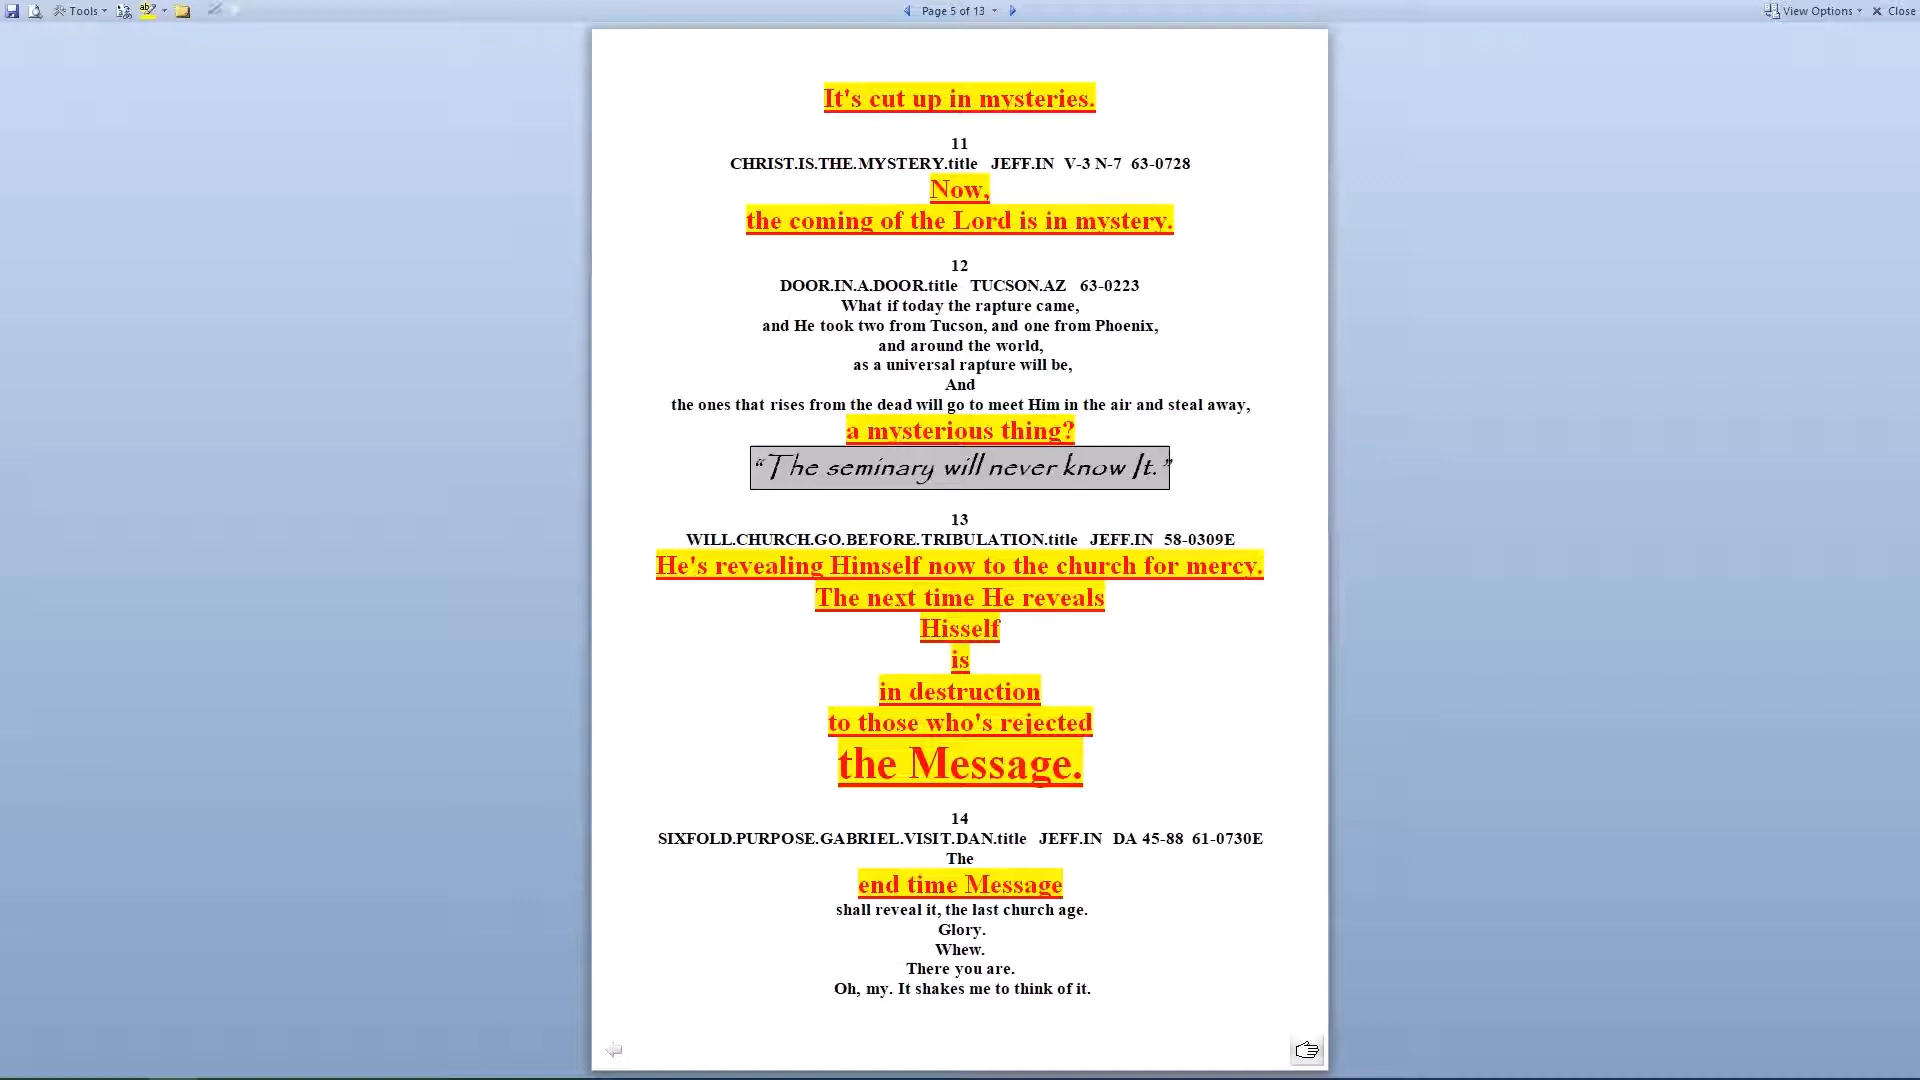 Tools
Page 5 of 13
View Options
Close
It's cut up in mysteries.
11
CHRIST.IS.THE.MYSTERY.title JEFF.IN V-3 N-7 63-0728
Now,
the coming of the Lord is in mystery.
12
DOOR.IN.A.DOOR.title TUCSON.AZ 63-0223
What if today the rapture came,
and He took two from Tucson, and one from Phoenix,
and around the world,
as a universal rapture will be,
And
the ones that rises from the dead will go to meet Him in the air and steal away,
a mysterious thing?
“The seminary will never know It.”
13
WILL.CHURCH.GO.BEFORE.TRIBULATION.title JEFF.IN 58-0309E
He's revealing Himself now to the church for mercy.
The next time He reveals
Hisself
is
in destruction
to those who's rejected
the Message.
14
SIXFOLD.PURPOSE.GABRIEL.VISIT.DAN.title JEFF.IN DA 45-88 61-0730E
The
end time Message
shall reveal it, the last church age.
Glory.
Whew.
There you are.
Oh, my. It shakes me to think of it.